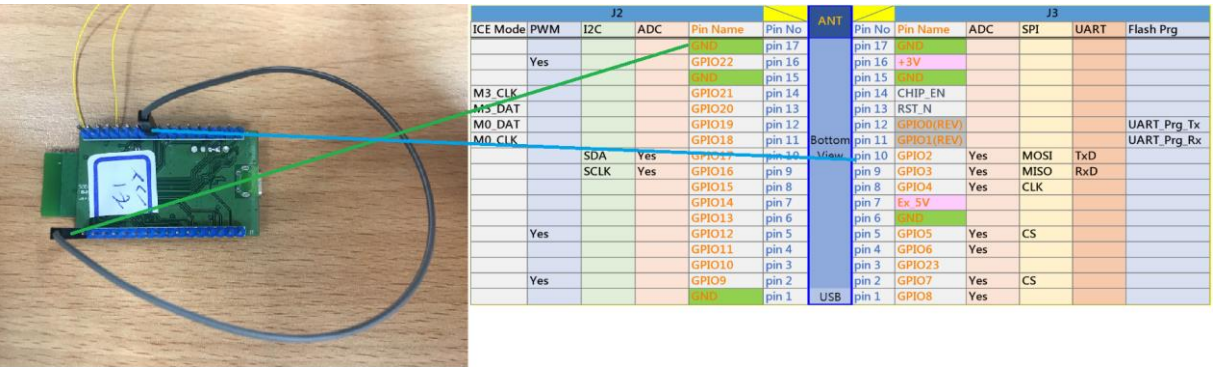 J2 ANT J3
ICE Mode PWM I2C ADC Pin Name Pin No Pin No Pin Name ADC SPI UART Flash Prg
GND pin 17 pin 17 GND
Yes GPIO22 pin 16 pin 16 +3V
GND pin 15 pin 15 GND
M3_CLK GPIO21 pin 14 pin 14 CHIP_EN
M3_DAT GPIO20 pin 13 pin 13 RST_N
M0_DAT GPIO19 pin 12 pin 12 GPIO0(REV) UART_Prg_Tx
M0_CLK GPIO18 pin 11 Bottom pin 11 GPIO1(REV) UART_Prg_Rx
SDA Yes GPIO17 pin 10 View pin 10 GPIO2 Yes MOSI TxD
SCLK Yes GPIO16 pin 9 pin 9 GPIO3 Yes MISO RxD
GPIO15 pin 8 pin 8 GPIO4 Yes CLK
GPIO14 pin 7 pin 7 Ex_5V
GPIO13 pin 6 pin 6 GND
Yes GPIO12 pin 5 pin 5 GPIO5 Yes CS
GPIO11 pin 4 pin 4 GPIO6 Yes
GPIO10 pin 3 pin 3 GPIO23
Yes GPIO9 pin 2 pin 2 GPIO7 Yes CS
GND pin 1 USB pin 1 GPIO8 Yes